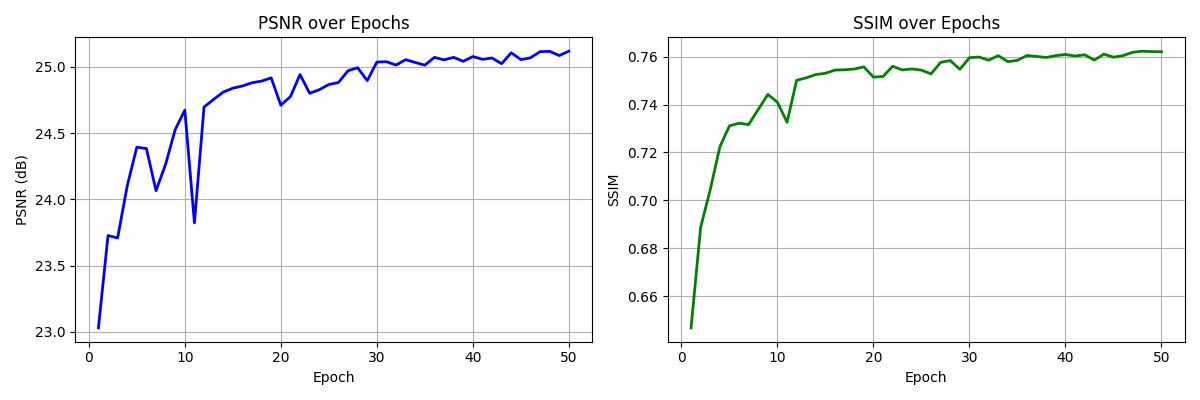 PSNR over Epochs
PSNR (dB)
25.0
24.5
24.0
23.5
23.0
0 10 20 30 40 50
Epoch
SSIM over Epochs
SSIM
0.76
0.74
0.72
0.70
0.68
0.66
0 10 20 30 40 50
Epoch